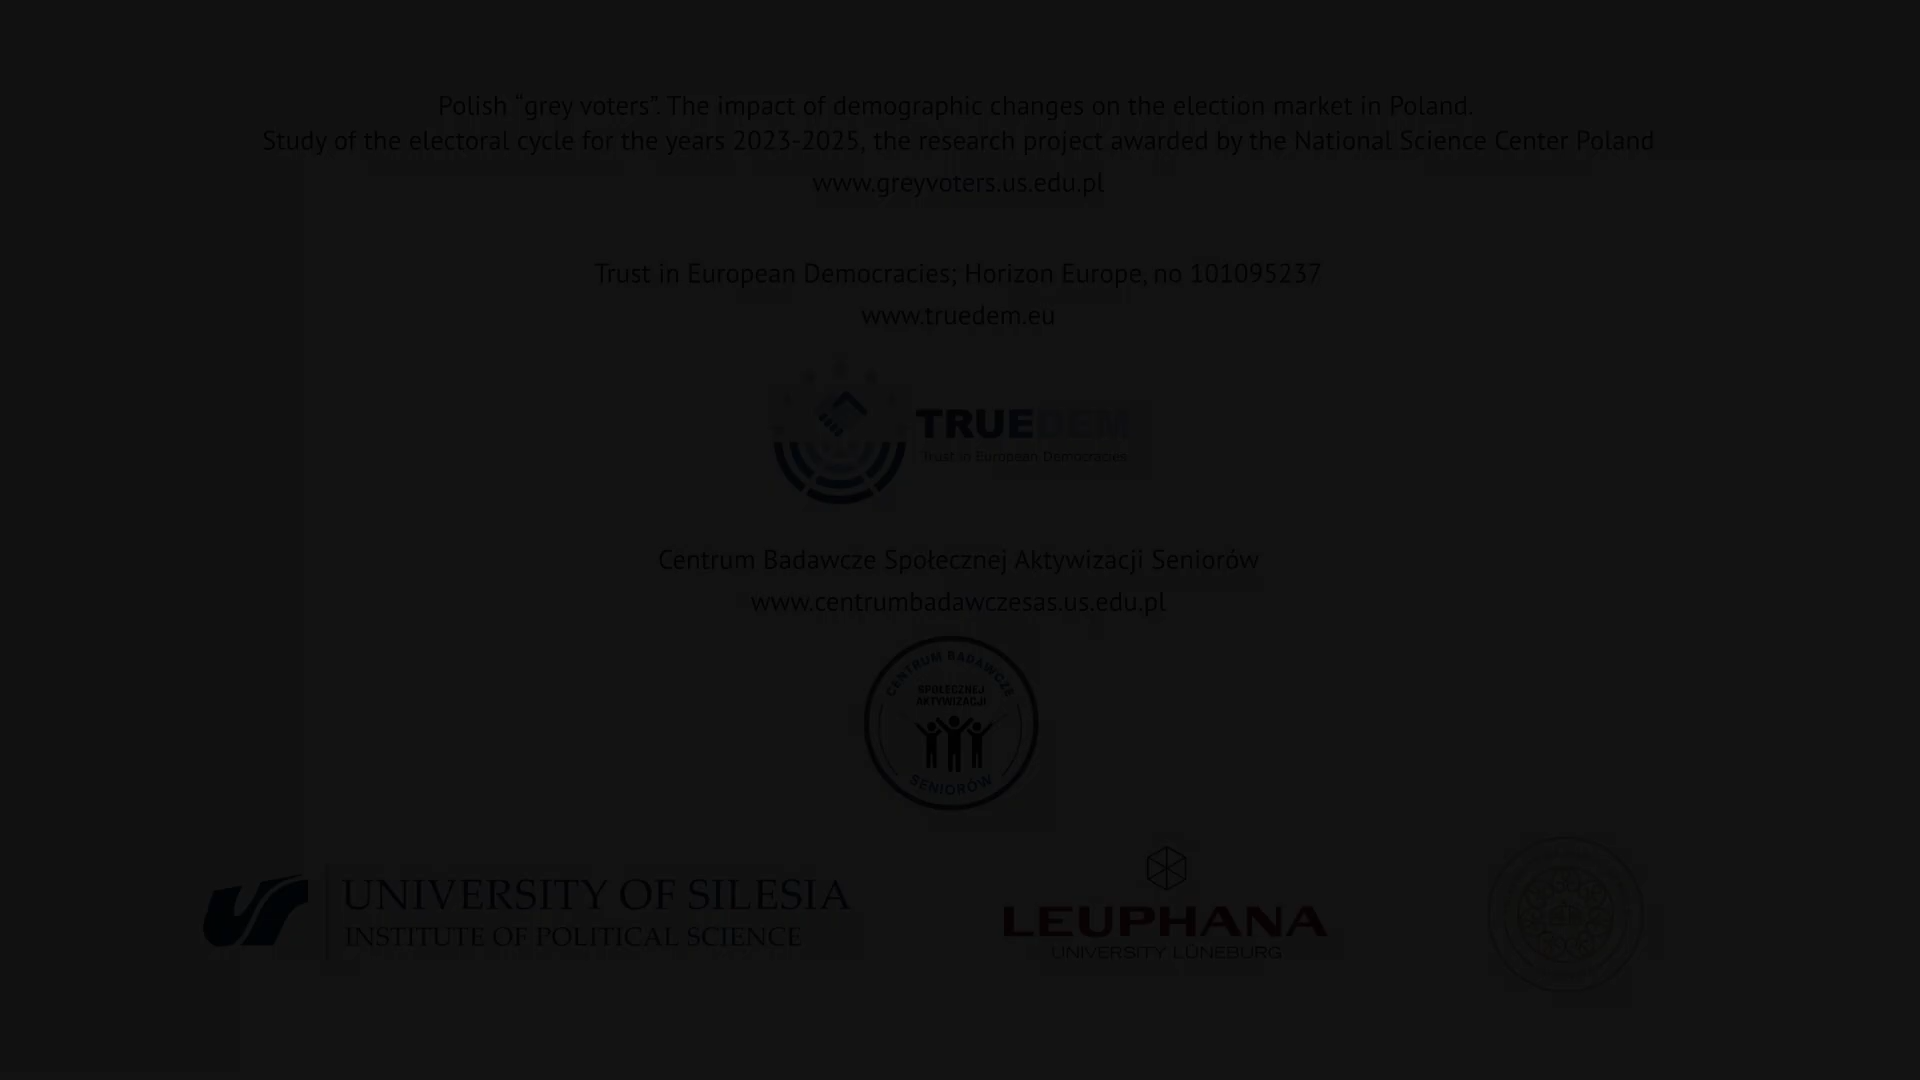 Polish “grey voters”. The impact of demographic changes on the election market in Poland.
Study of the electoral cycle for the years 2023-2025, the research project awarded by the National Science Center Poland
www.greyvoters.us.edu.pl
Trust in European Democracies; Horizon Europe, no 101095237
www.truedem.eu
TRUEDEM
Trust in European Democracies
Centrum Badawcze Społecznej Aktywizacji Seniorów
www.centrumbadawczesas.us.edu.pl
CENTRUM BADAWCZE
SPOŁECZNEJ
AKTYWIZACJI
SENIORÓW
UNIVERSITY OF SILESIA
INSTITUTE OF POLITICAL SCIENCE
LEUPHANA
UNIVERSITY LÜNEBURG